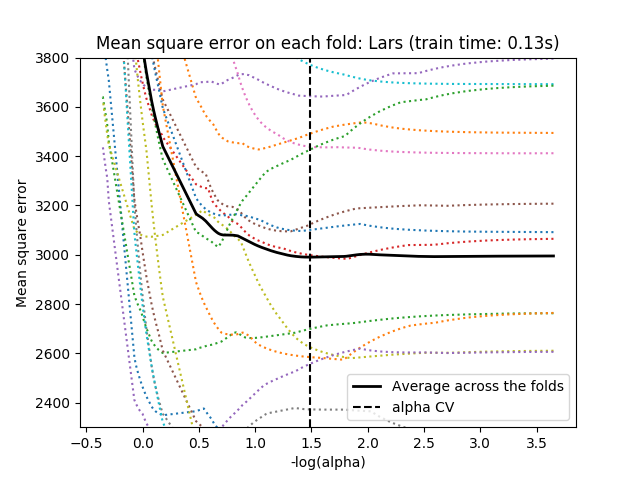 Mean square error on each fold: Lars (train time: 0.13s)
3800
3600
3400
3200
3000
2800
2600
2400
Mean square error
Average across the folds
alpha CV
−0.5 0.0 0.5 1.0 1.5 2.0 2.5 3.0 3.5
-log(alpha)